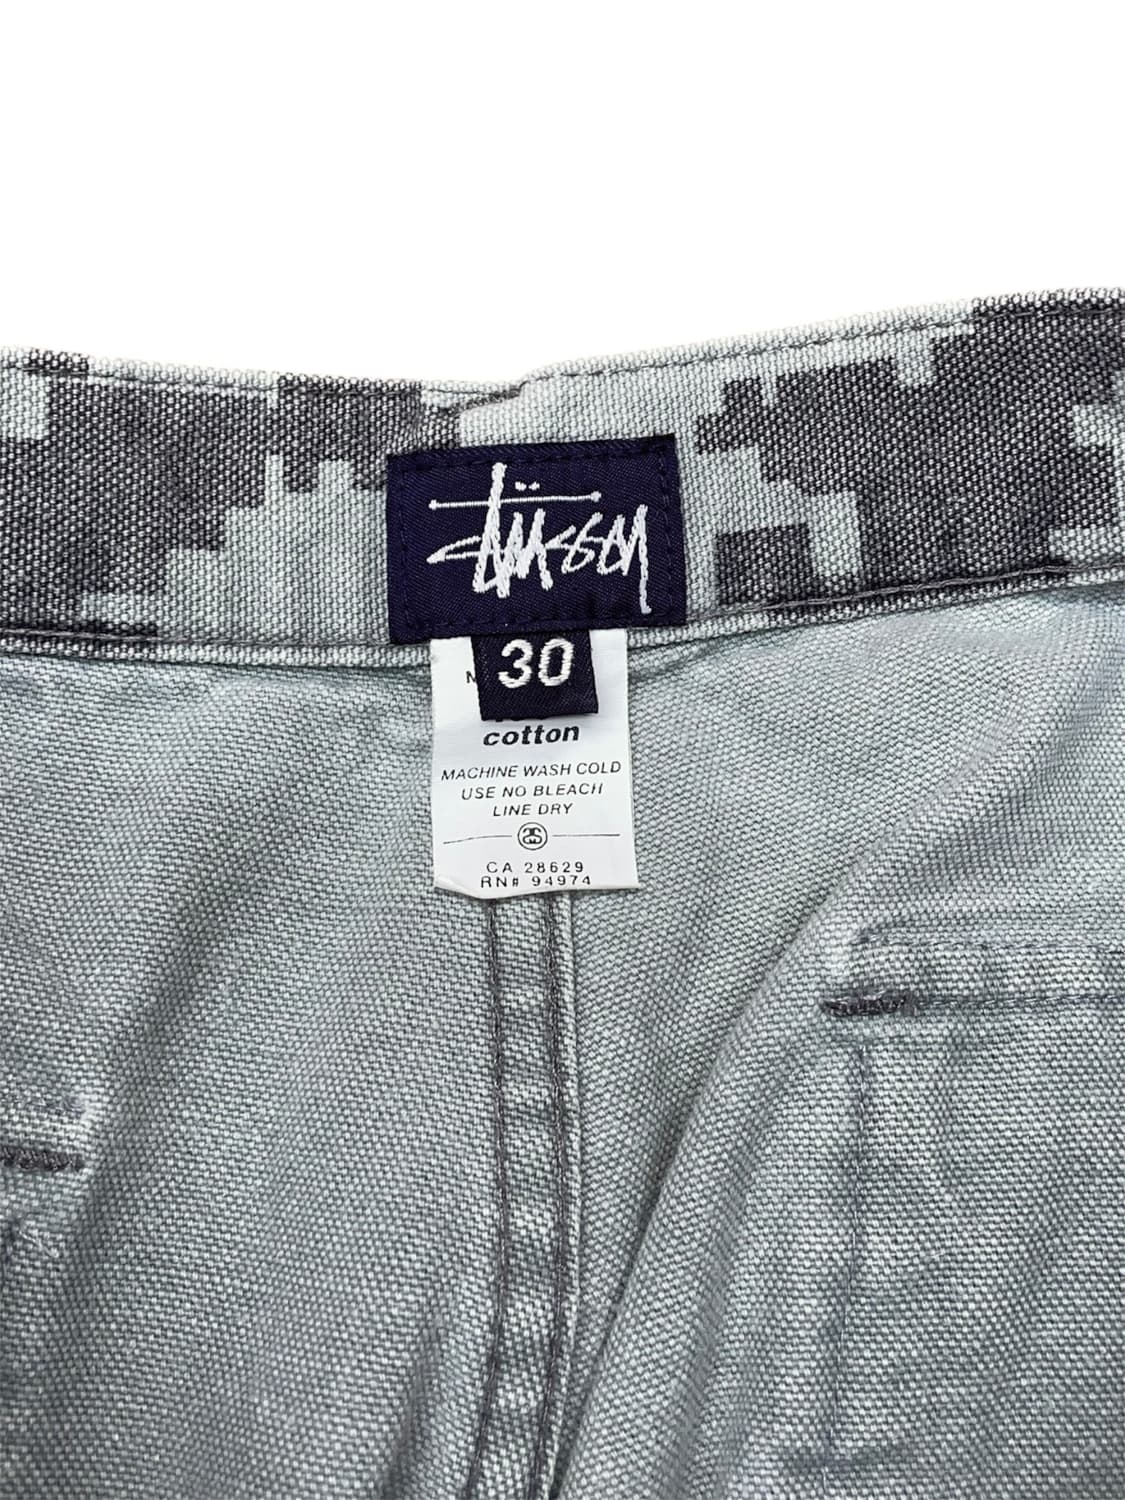 Stüssy
30
cotton
MACHINE WASH COLD
USE NO BLEACH
LINE DRY
CA 28629
RN# 94974